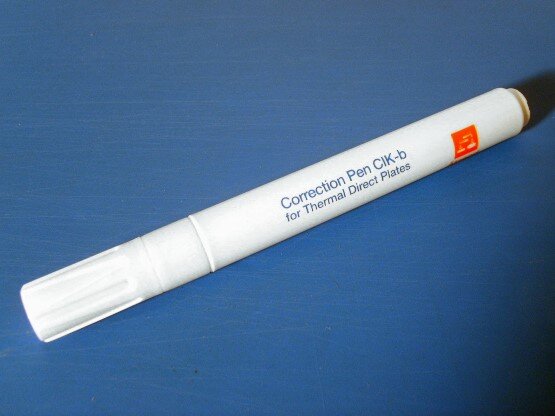 Correction Pen CIK-b
for Thermal Direct Plates